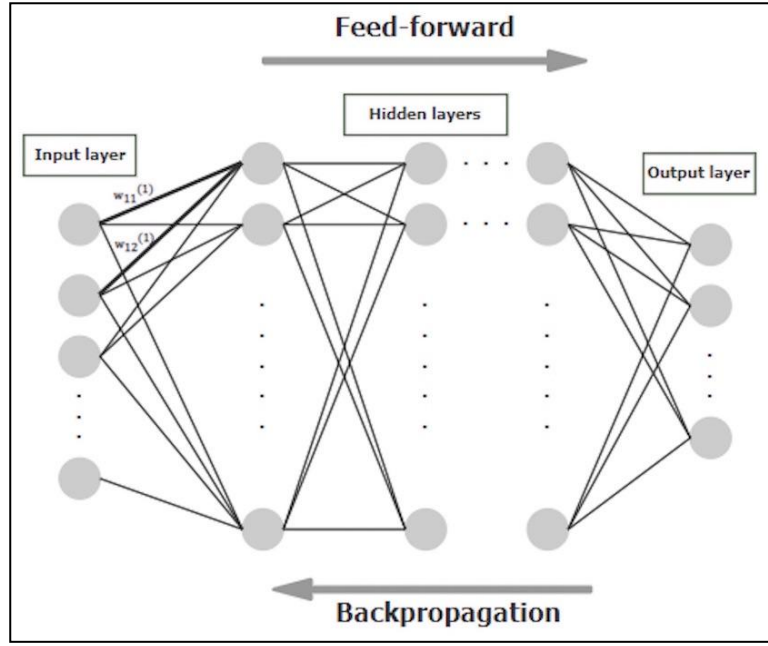 Feed-forward
Hidden layers
Input layer
Output layer
w₁₁⁽¹⁾
w₁₂⁽¹⁾
Backpropagation